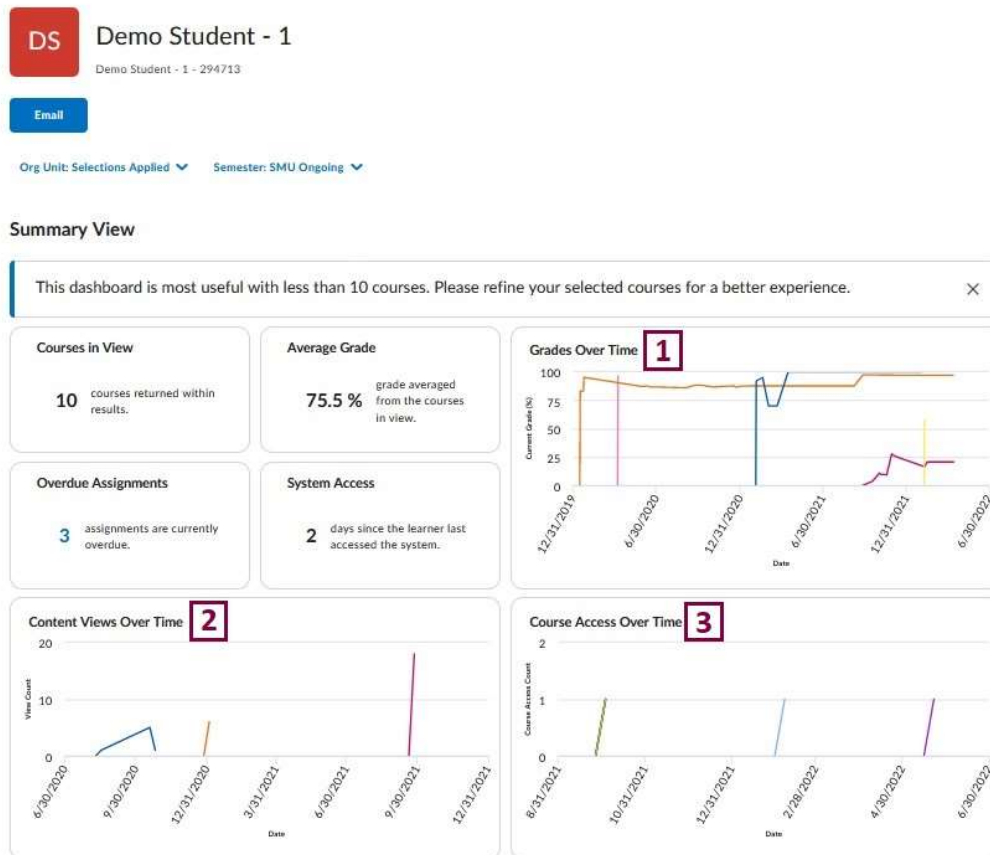 DS
Demo Student - 1
Demo Student - 1 - 294713
Email
Org Unit: Selections Applied
Semester: SMU Ongoing
Summary View
This dashboard is most useful with less than 10 courses. Please refine your selected courses for a better experience.
Courses in View
10
courses returned within
results.
Average Grade
75.5 %
grade averaged
from the courses
in view.
Overdue Assignments
3
assignments are currently
overdue.
System Access
2
days since the learner last
accessed the system.
Grades Over Time
1
Current Grade (%)
100
75
50
25
0
12/31/2019
6/30/2020
12/31/2020
6/30/2021
12/31/2021
6/30/2022
Date
Content Views Over Time
2
View Count
20
10
0
6/30/2020
9/30/2020
12/31/2020
3/31/2021
6/30/2021
9/30/2021
12/31/2021
Date
Course Access Over Time
3
Course Access Count
2
1
0
8/31/2021
10/31/2021
12/31/2021
2/28/2022
4/30/2022
6/30/2022
Date